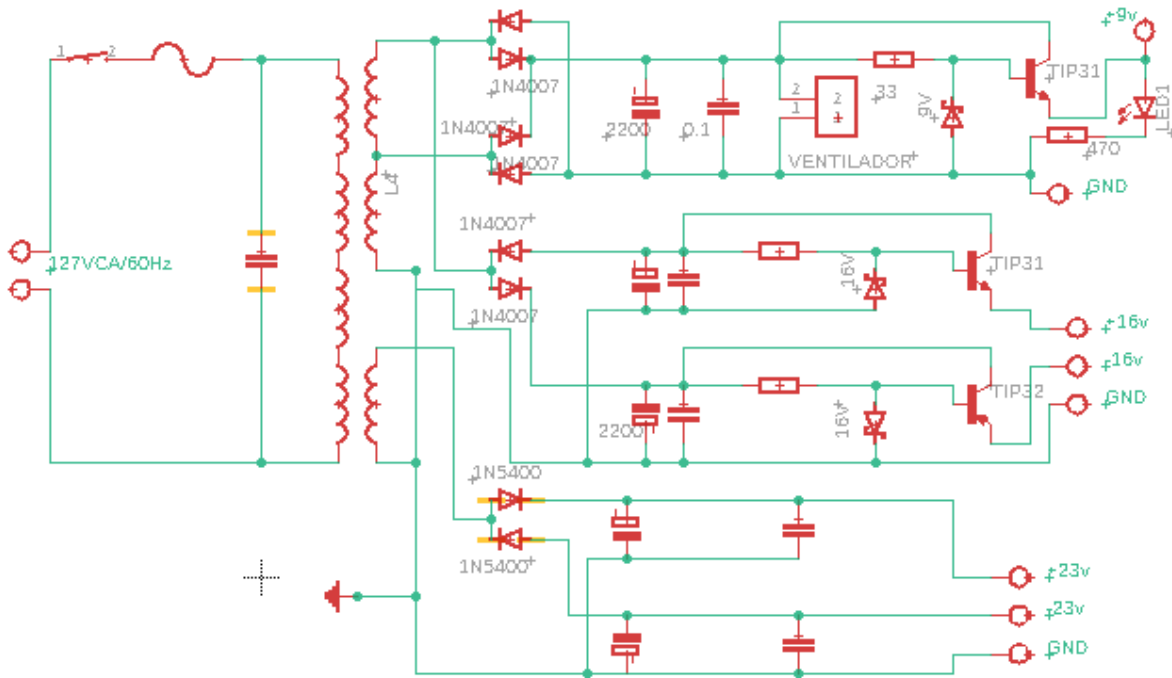 +9v
1
2
TIP31
1N4007
2
2
33
9V
LED1
1N4007
2200
0.1
1
1
1N4007
VENTILADOR
470
L4
GND
1N4007
127VCA/60Hz
16V
TIP31
1N4007
+16v
16v
TIP32
GND
2200
16V
1N5400
1N5400
+23v
23v
GND